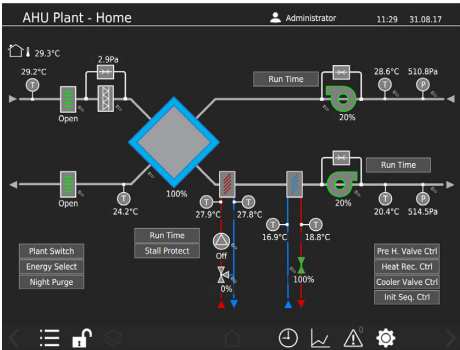 AHU Plant - Home
Administrator
11:29 31.08.17
29.3°C
29.2°C
2.9Pa
28.6°C
510.8Pa
T
T
P
Run Time
Open
20%
100%
Run Time
Open
T
24.2°C
T
T
27.9°C
27.8°C
20%
T
P
20.4°C
514.5Pa
T
T
16.9°C
18.8°C
Run Time
Stall Protect
Off
0%
100%
Plant Switch
Energy Select
Night Purge
Pre H. Valve Ctrl
Heat Rec. Ctrl
Cooler Valve Ctrl
Init Seq. Ctrl
0